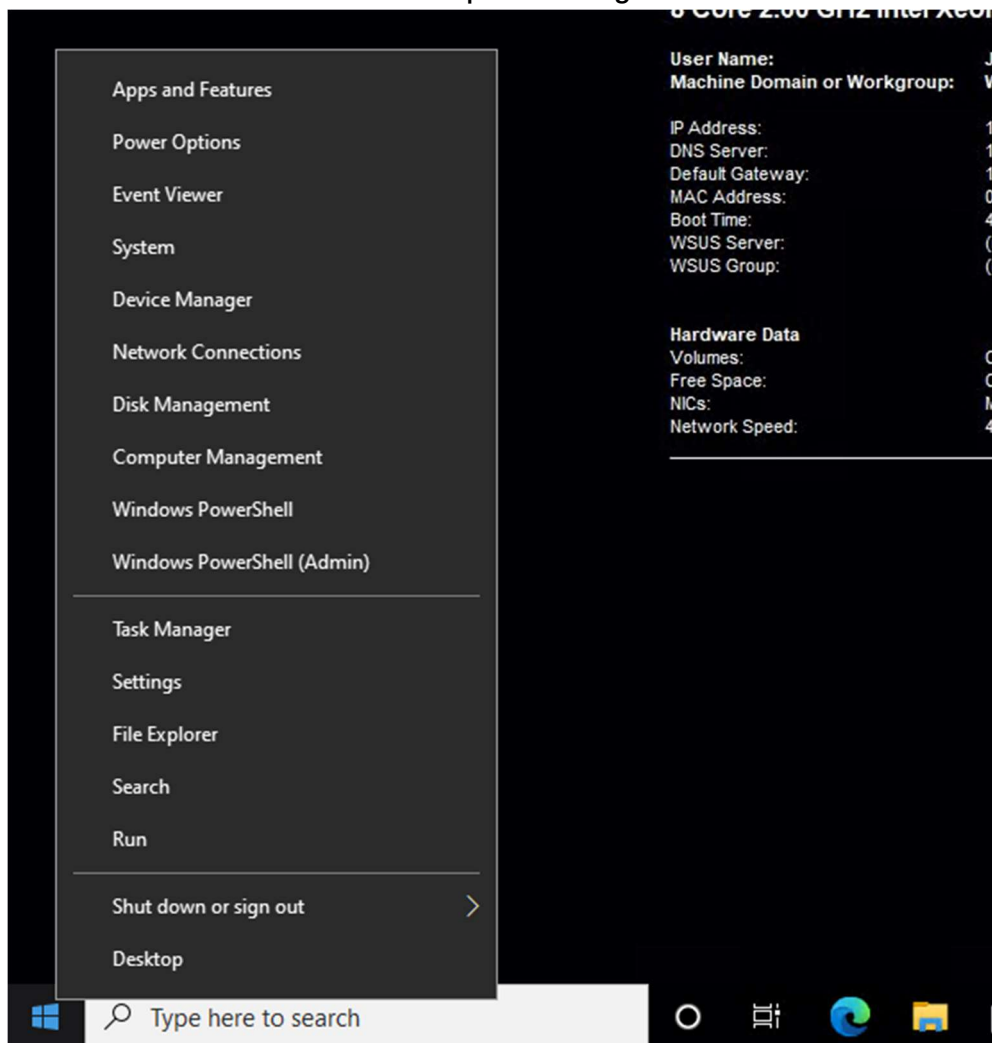 Apps and Features
Power Options
Event Viewer
System
Device Manager
Network Connections
Disk Management
Computer Management
Windows PowerShell
Windows PowerShell (Admin)
Task Manager
Settings
File Explorer
Search
Run
Shut down or sign out
Desktop
Type here to search
User Name:
Machine Domain or Workgroup:
IP Address:
DNS Server:
Default Gateway:
MAC Address:
Boot Time:
WSUS Server:
WSUS Group:
Hardware Data
Volumes:
Free Space:
NICs:
Network Speed: